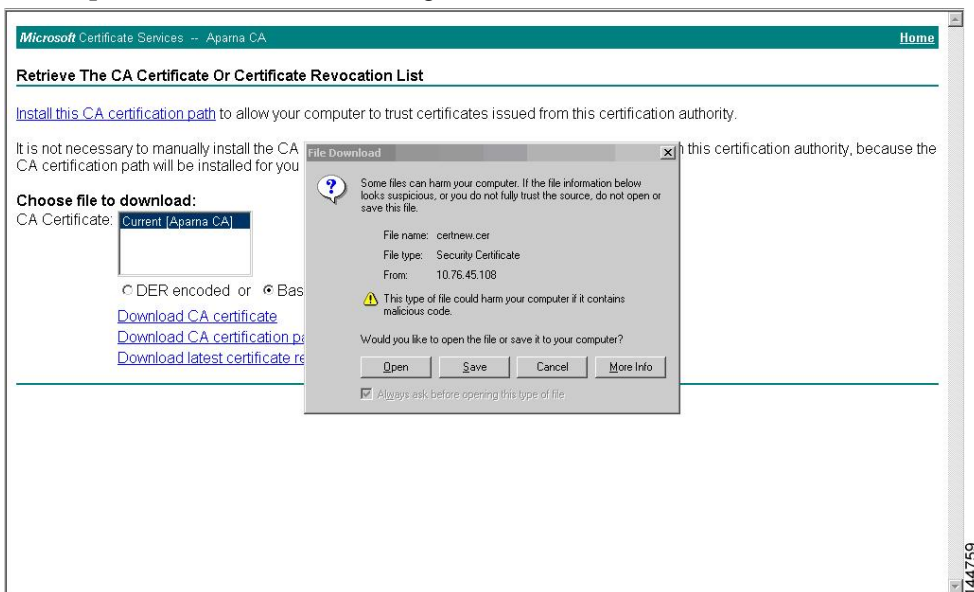 Microsoft Certificate Services -- Aparna CA Home
Retrieve The CA Certificate Or Certificate Revocation List
Install this CA certification path to allow your computer to trust certificates issued from this certification authority.
It is not necessary to manually install the CA this certification authority, because the
CA certification path will be installed for you
Choose file to download:
CA Certificate: Current [Aparna CA]
DER encoded or Bas
Download CA certificate
Download CA certification pa
Download latest certificate re
File Download
Some files can harm your computer. If the file information below
looks suspicious, or you do not fully trust the source, do not open or
save this file.
File name: certnew.cer
File type: Security Certificate
From: 10.76.45.108
This type of file could harm your computer if it contains
malicious code.
Would you like to open the file or save it to your computer?
Open Save Cancel More Info
Always ask before opening this type of file
144759